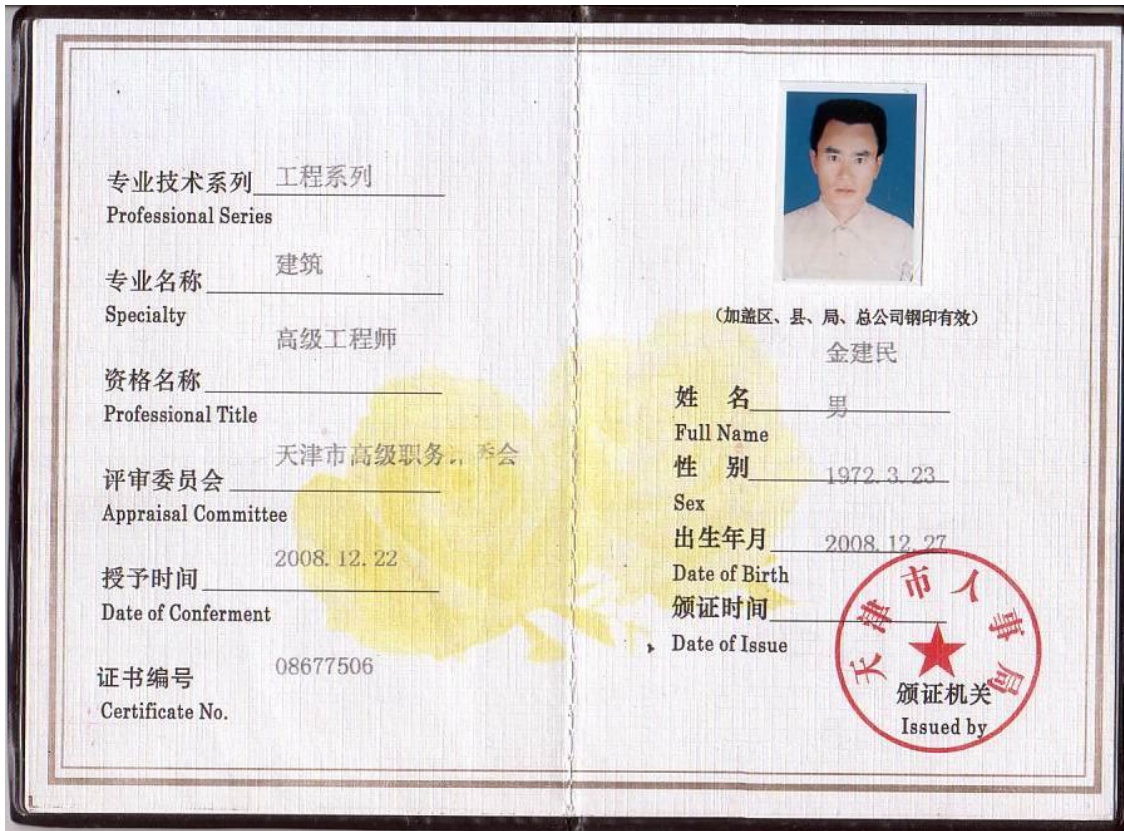 专业技术系列 工程系列
Professional Series
建筑
专业名称
Specialty
高级工程师
资格名称
Professional Title
天津市高级职务 委会
评审委员会
Appraisal Committee
2008.12.22
授予时间
Date of Conferment
08677506
证书编号
Certificate No.
(加盖区、县、局、总公司钢印有效)
金建民
姓 名
男
Full Name
性 别
1972.3.23
Sex
出生年月
2008.12.27
Date of Birth
颁证时间
Date of Issue
天津市人事局
颁证机关
Issued by